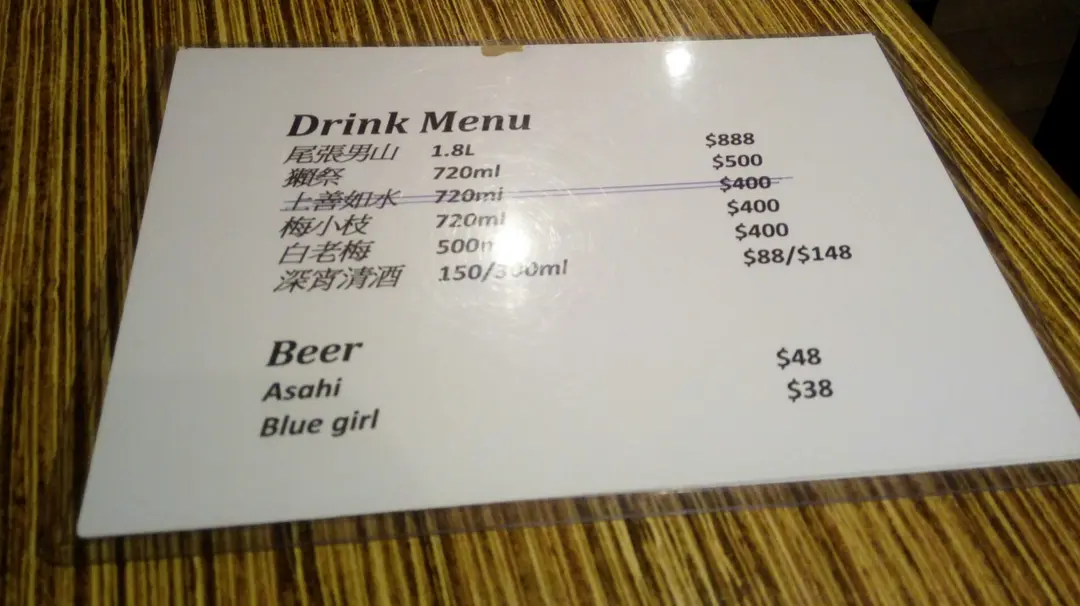 Drink Menu
尾張男山 1.8L $888
獺祭 720ml $500
上善如水 720ml $400
梅小枝 720ml $400
白老梅 500m $400
深宵清酒 150/300ml $88/$148
Beer
Asahi $48
Blue girl $38